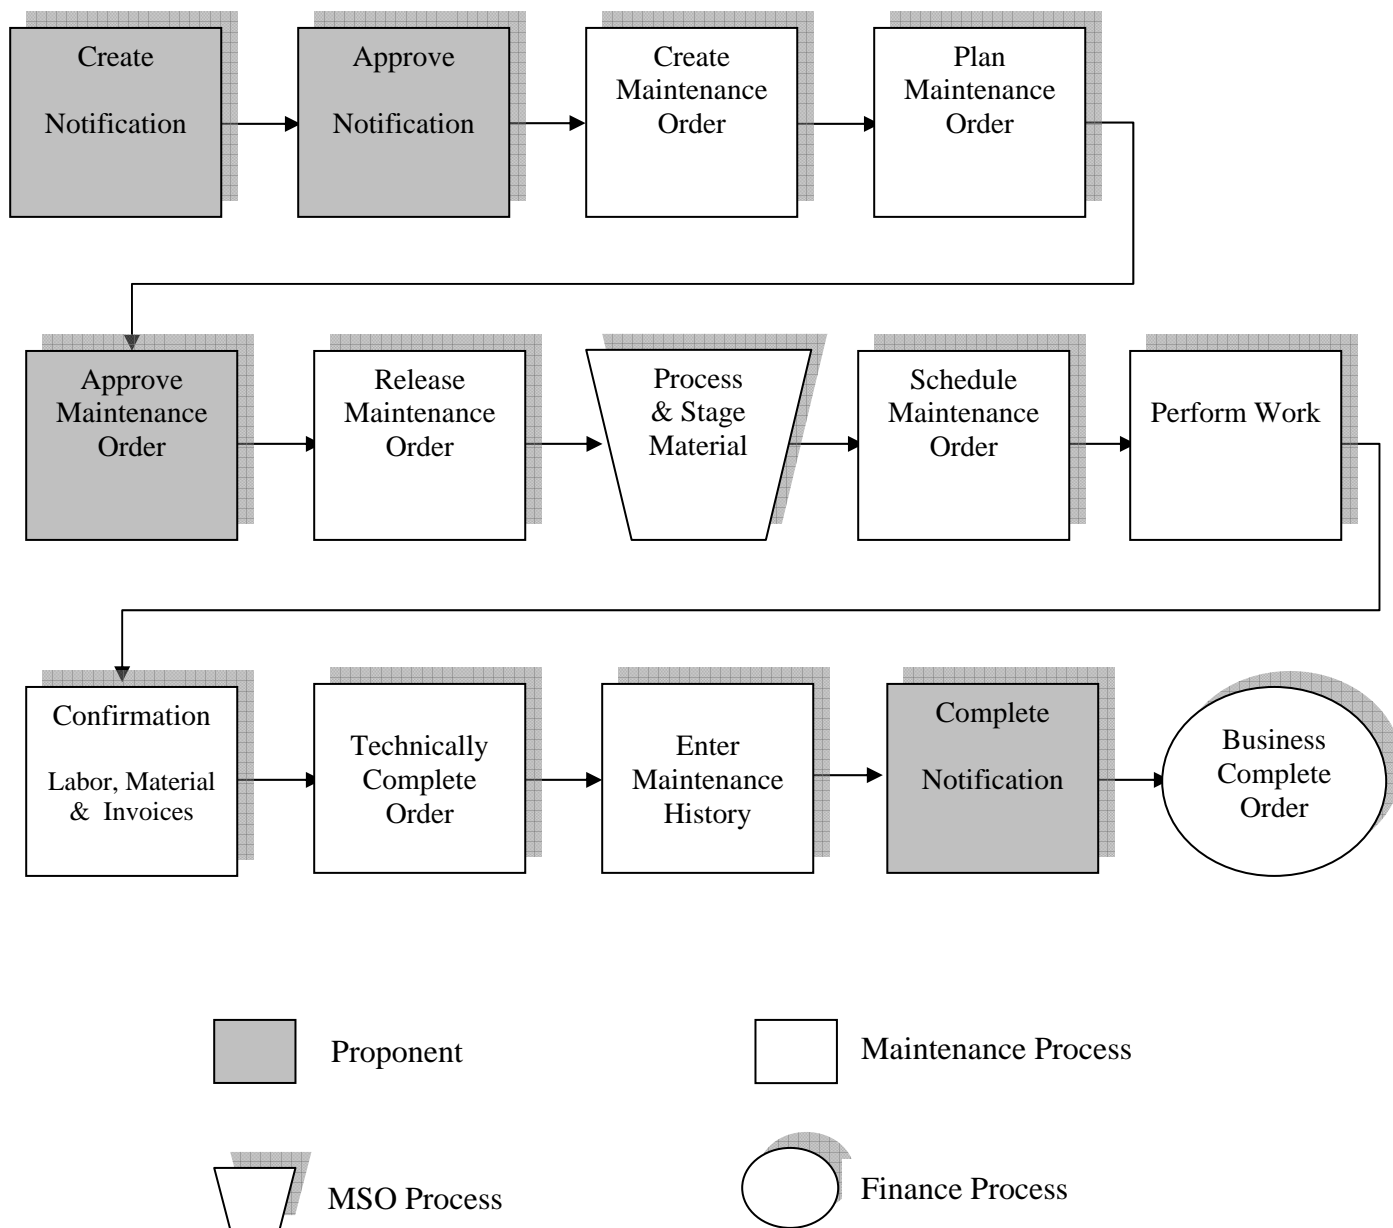 Create
Notification
Approve
Notification
Create
Maintenance
Order
Plan
Maintenance
Order
Approve
Maintenance
Order
Release
Maintenance
Order
Process
& Stage
Material
Schedule
Maintenance
Order
Perform Work
Confirmation
Labor, Material
& Invoices
Technically
Complete
Order
Enter
Maintenance
History
Complete
Notification
Business
Complete
Order
Proponent
Maintenance Process
MSO Process
Finance Process